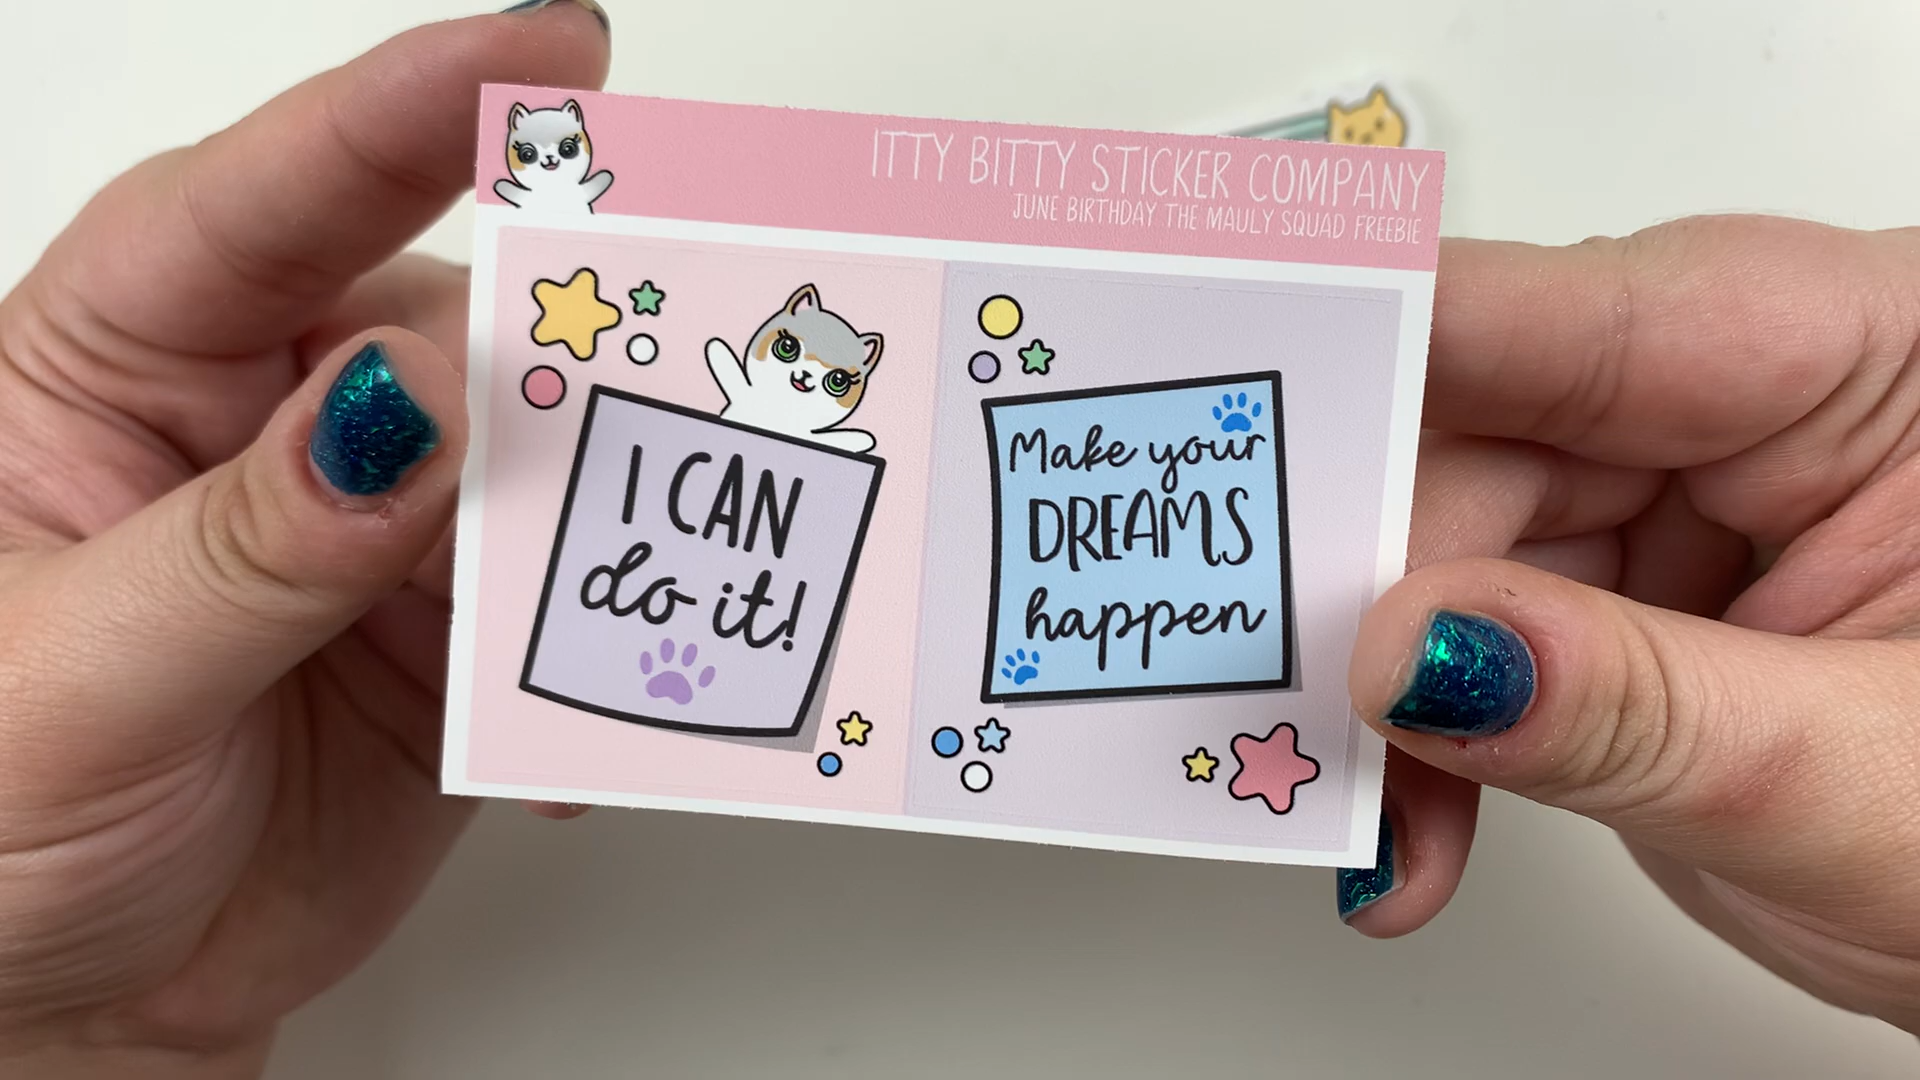 ITTY BITTY STICKER COMPANY
JUNE BIRTHDAY THE MAULY SQUAD FREEBIE
I CAN
do it!
Make your
DREAMS
happen